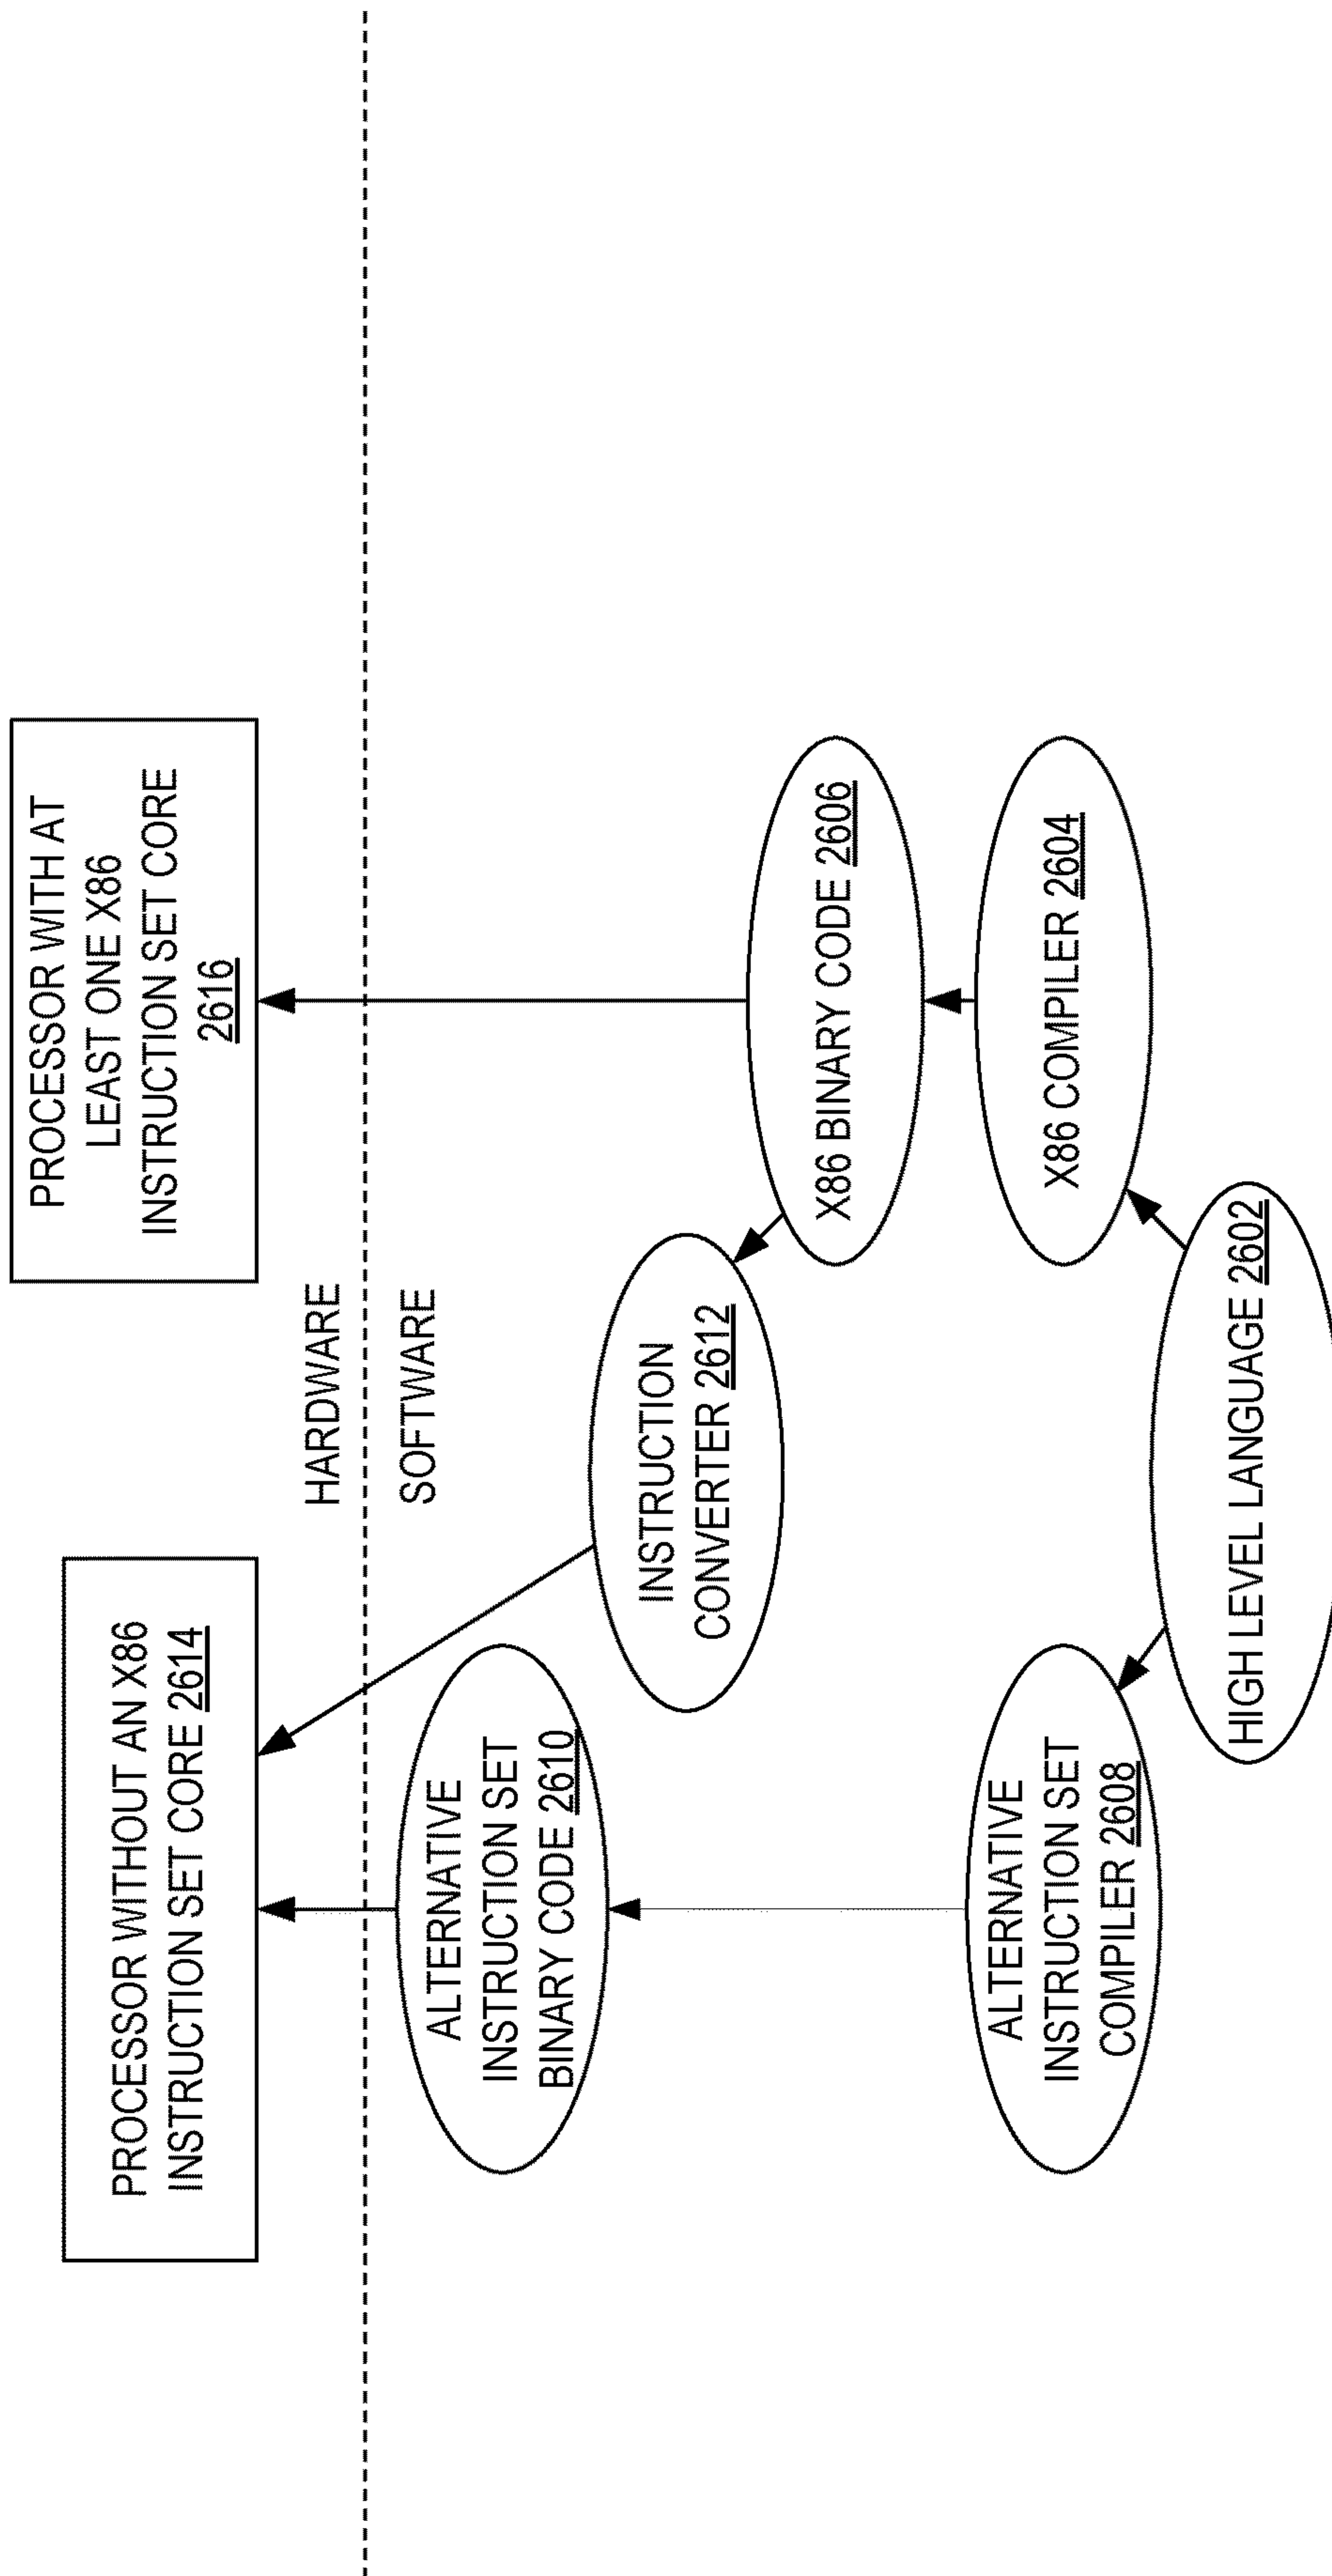 PROCESSOR WITHOUT AN X86
INSTRUCTION SET CORE 2614
PROCESSOR WITH AT
LEAST ONE X86
INSTRUCTION SET CORE
2616
HARDWARE
SOFTWARE
ALTERNATIVE
INSTRUCTION SET
BINARY CODE 2610
INSTRUCTION
CONVERTER 2612
X86 BINARY CODE 2606
ALTERNATIVE
INSTRUCTION SET
COMPILER 2608
X86 COMPILER 2604
HIGH LEVEL LANGUAGE 2602